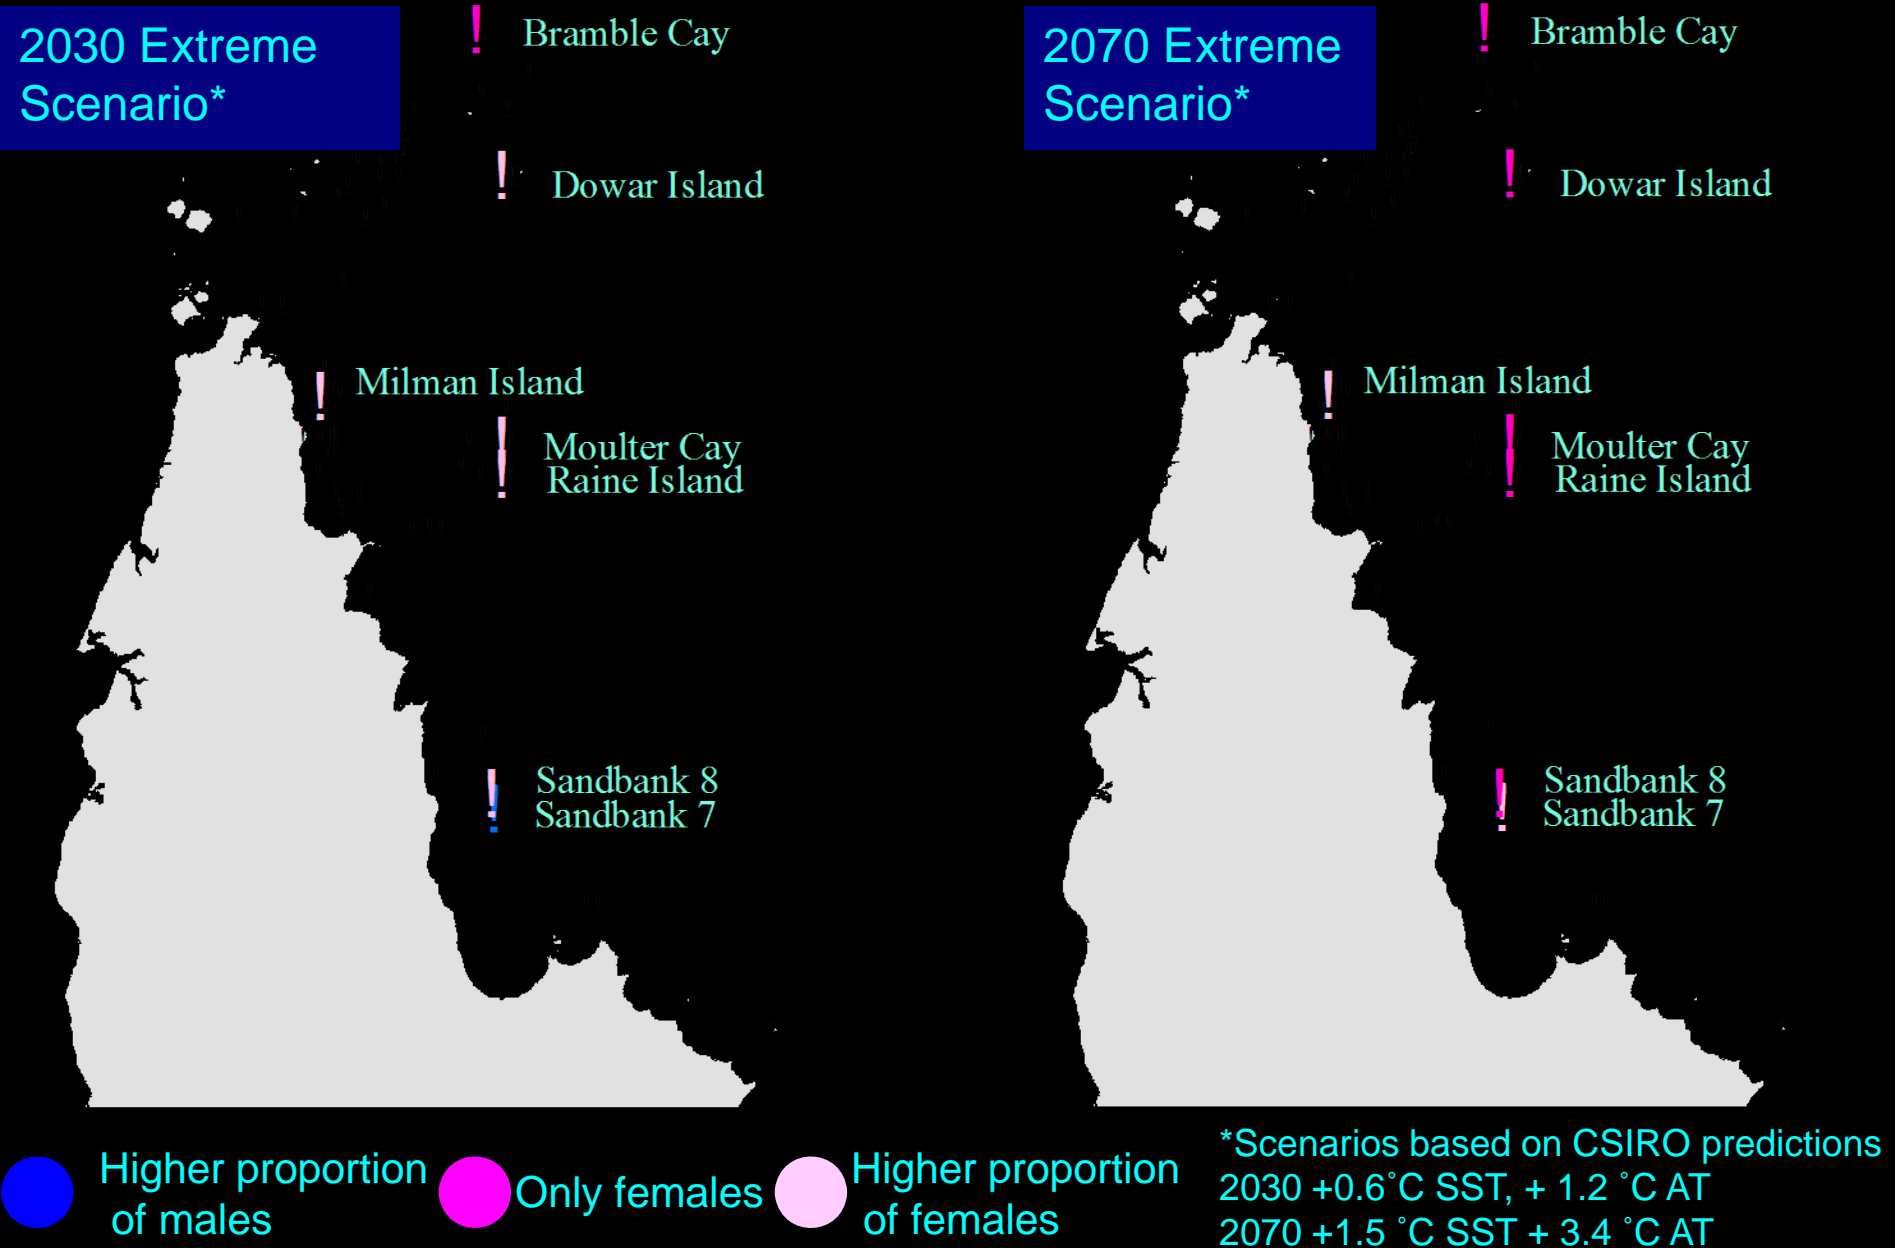 2030 Extreme
Scenario*
Bramble Cay
Dowar Island
Milman Island
Moulter Cay
Raine Island
Sandbank 8
Sandbank 7
2070 Extreme
Scenario*
Bramble Cay
Dowar Island
Milman Island
Moulter Cay
Raine Island
Sandbank 8
Sandbank 7
Higher proportion
of males
Only females
Higher proportion
of females
*Scenarios based on CSIRO predictions
2030 +0.6˚C SST, + 1.2 ˚C AT
2070 +1.5 ˚C SST + 3.4 ˚C AT